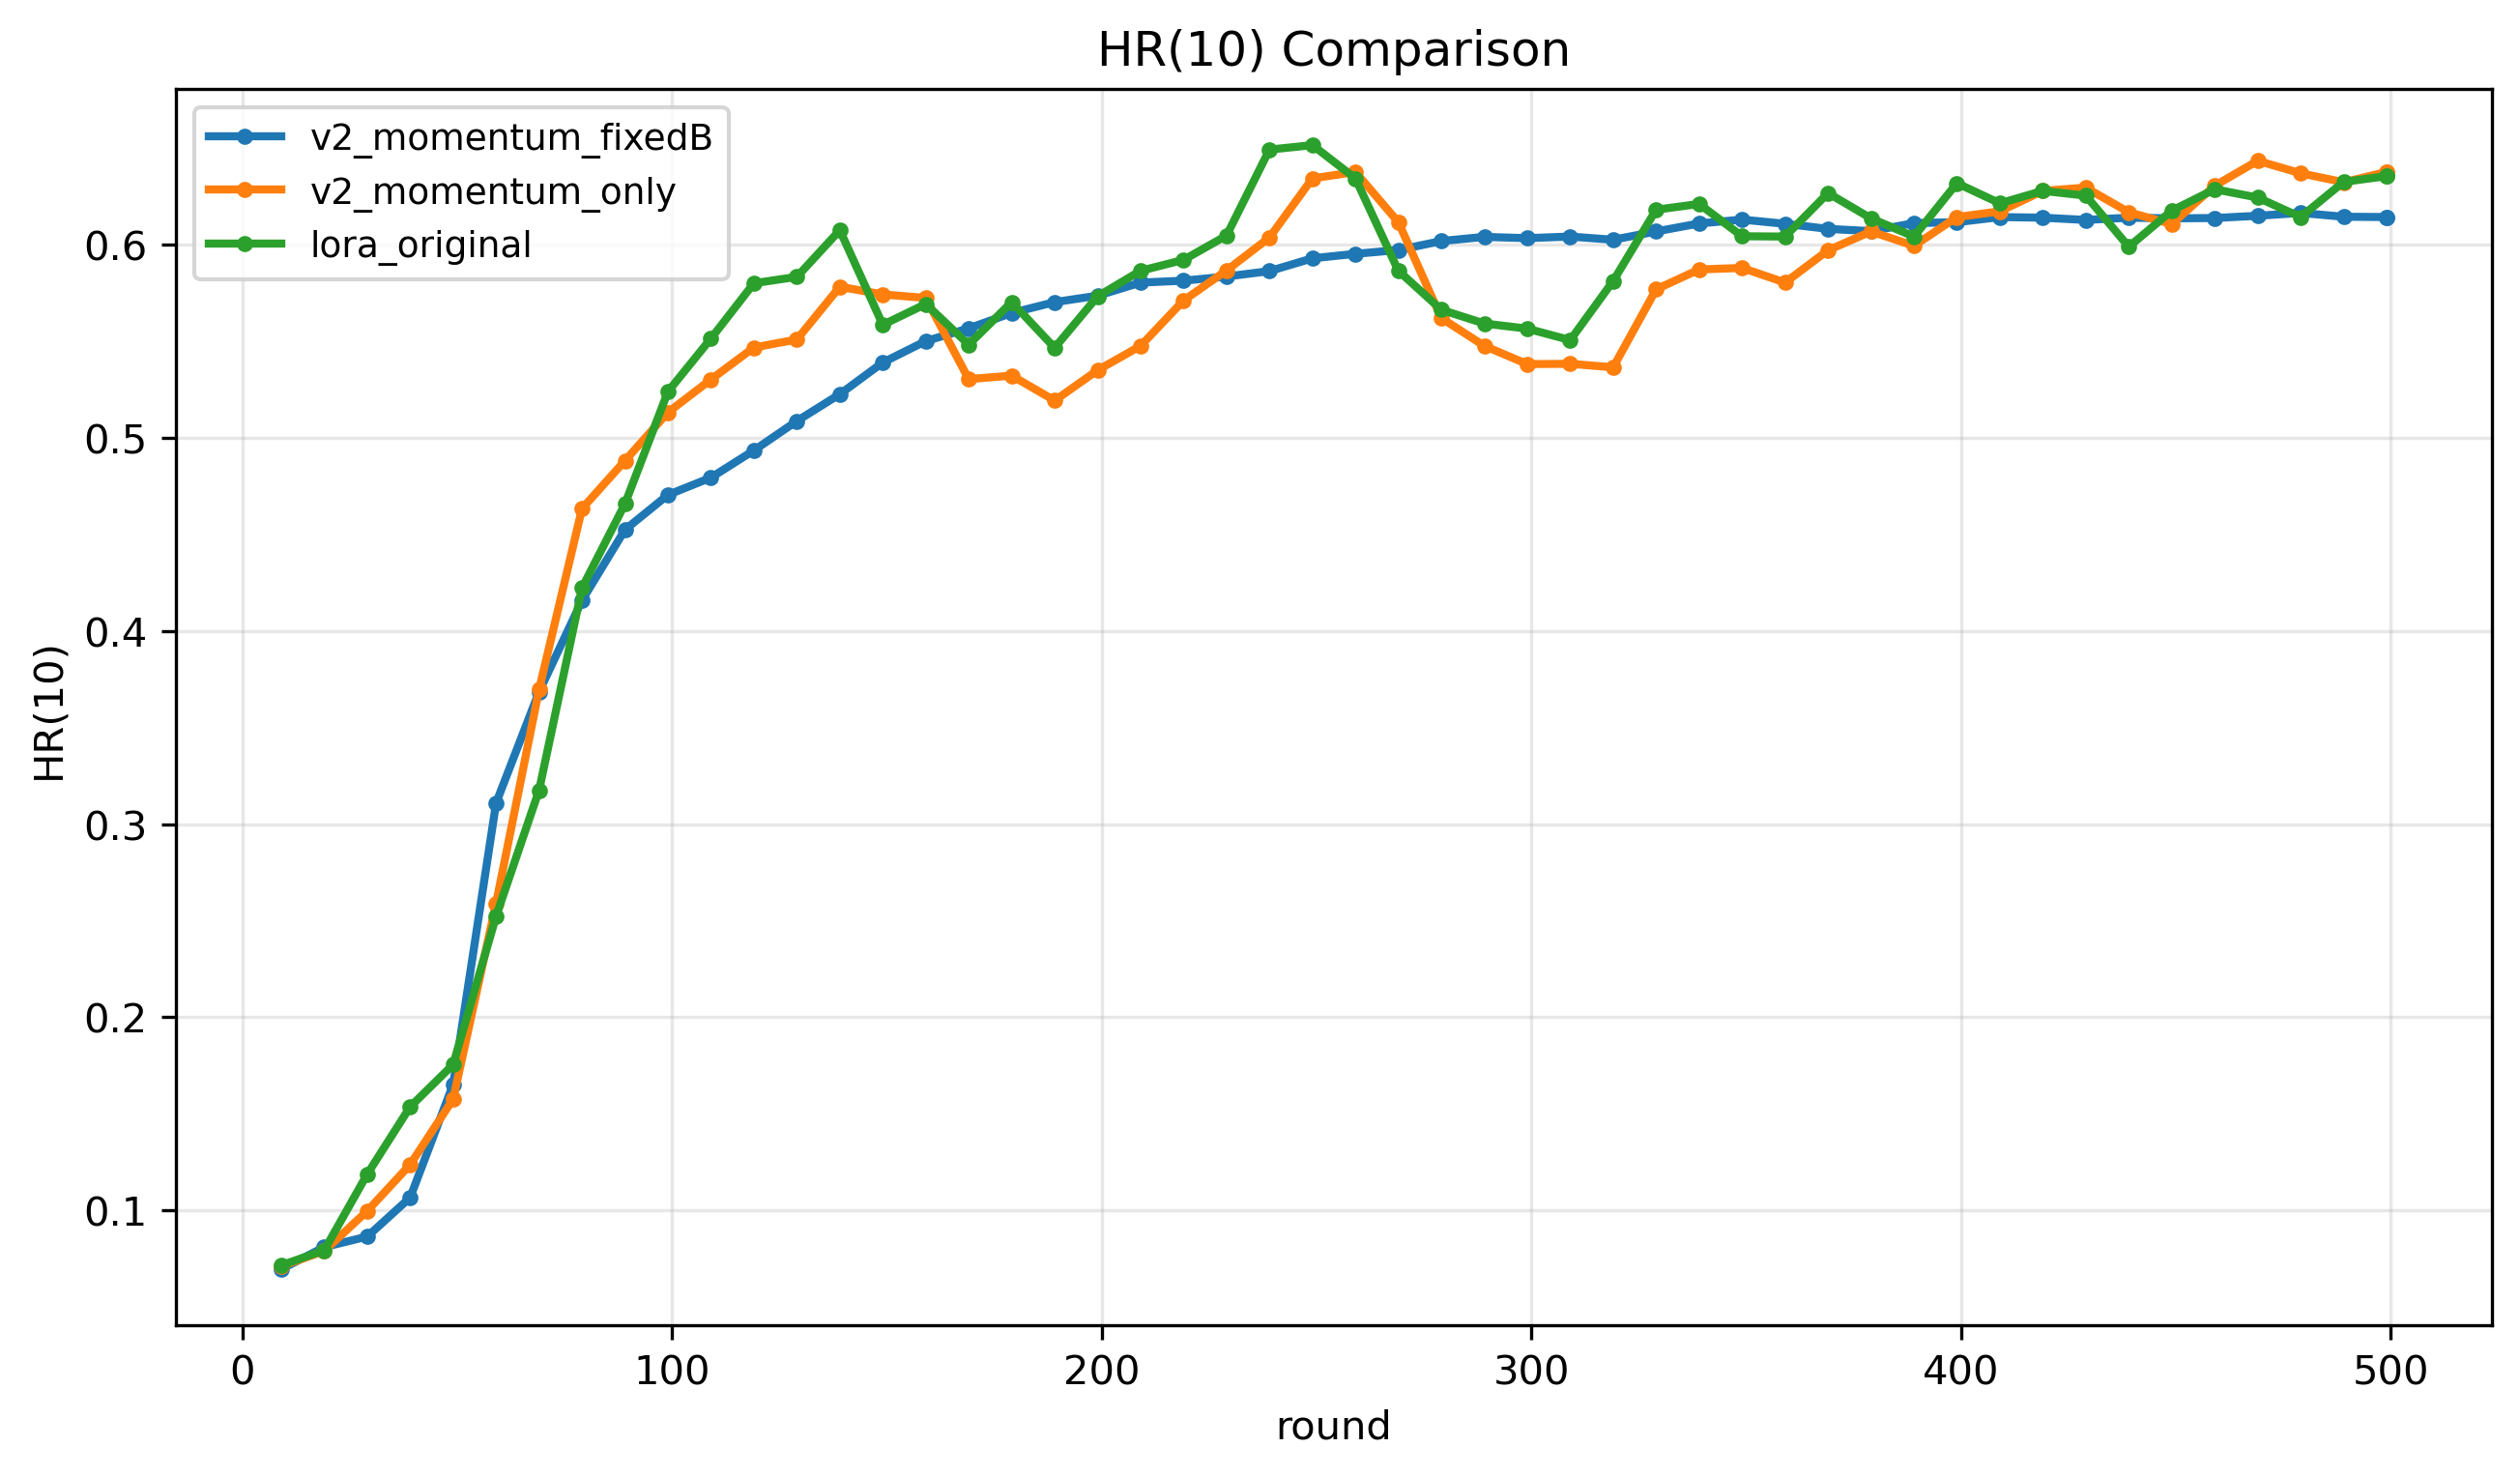 HR(10) Comparison
v2_momentum_fixedB
v2_momentum_only
lora_original
HR(10)
0.6
0.5
0.4
0.3
0.2
0.1
0 100 200 300 400 500
round